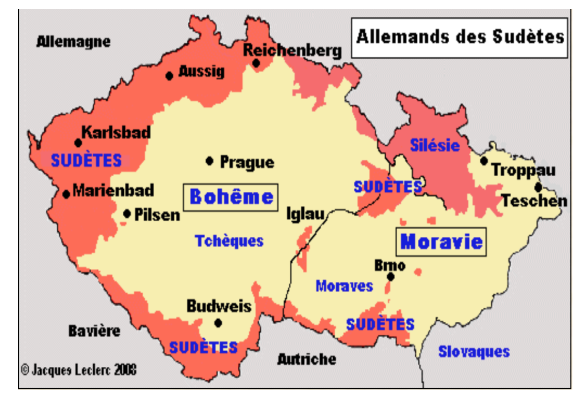 Allemagne
Allemands des Sudètes
Reichenberg
Aussig
Karlsbad
SUDÈTES
Silésie
Prague
Troppau
Marienbad
SUDÈTES
Teschen
Bohême
Pilsen
Iglau
Moravie
Tchèques
Brno
Moraves
Budweis
Bavière
SUDÈTES
SUDÈTES
Autriche
Slovaques
© Jacques Leclerc 2008